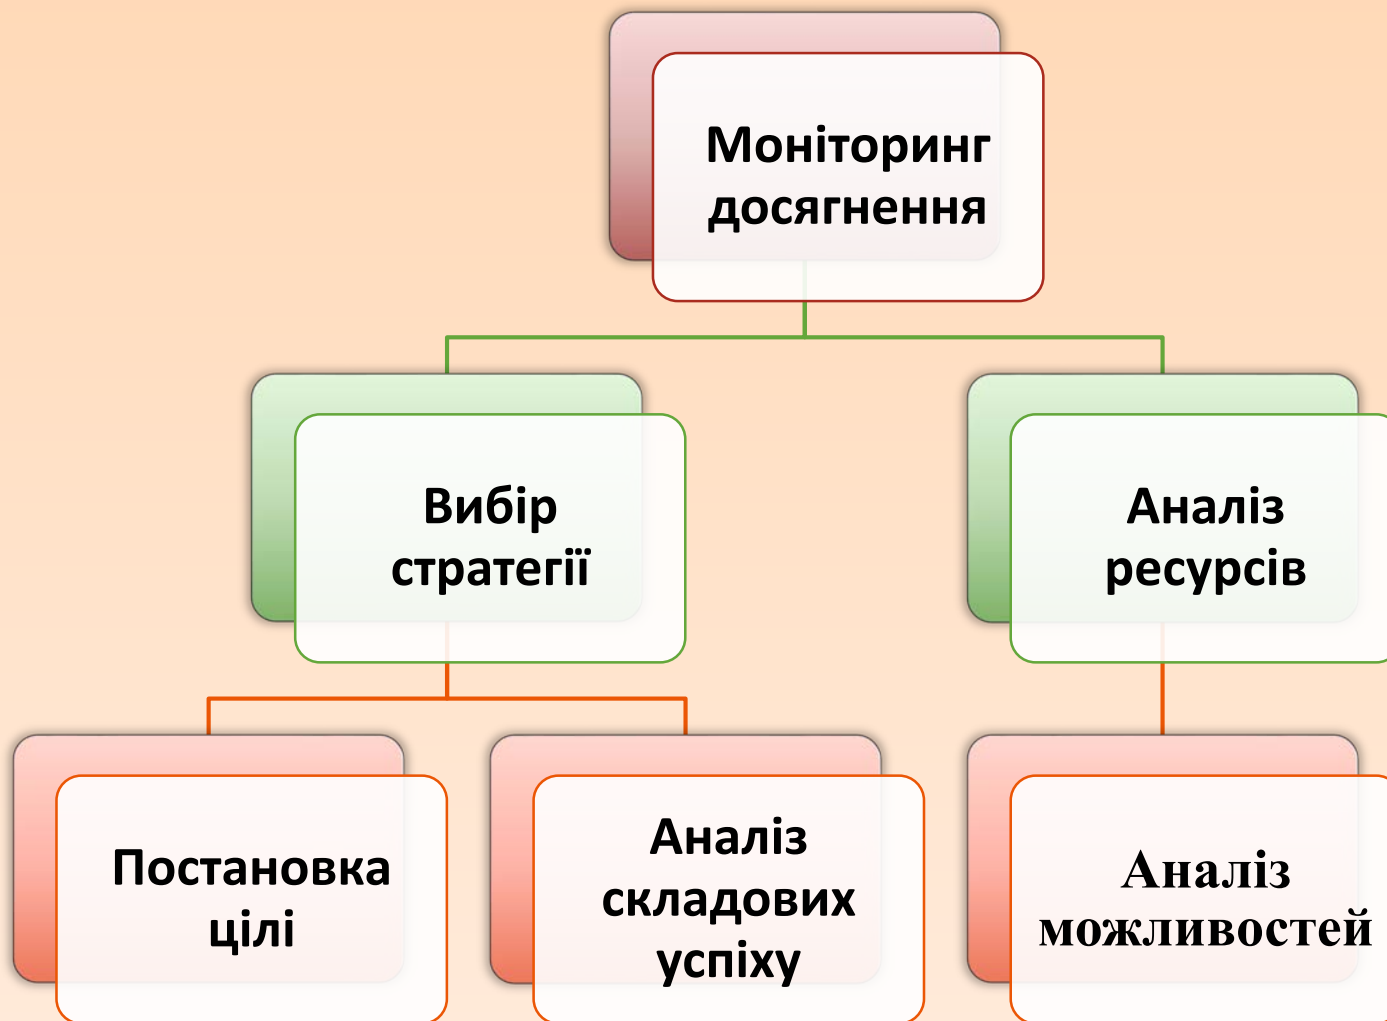 Моніторинг
досягнення
Вибір
стратегії
Аналіз
ресурсів
Постановка
цілі
Аналіз
складових
успіху
Аналіз
можливостей